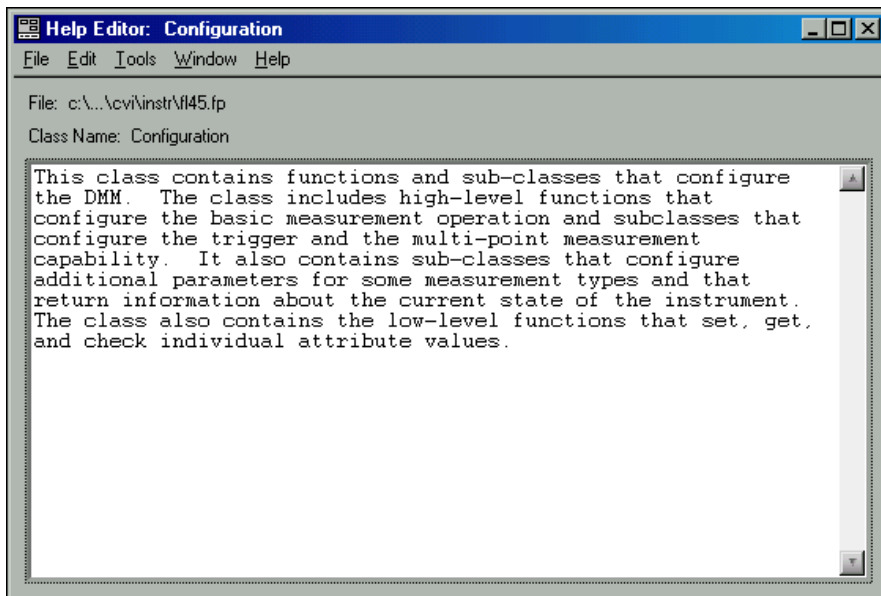 Help Editor: Configuration
File Edit Tools Window Help
File: c:\...\cvi\instr\fl45.fp
Class Name: Configuration
This class contains functions and sub-classes that configure
the DMM.  The class includes high-level functions that
configure the basic measurement operation and subclasses that
configure the trigger and the multi-point measurement
capability.  It also contains sub-classes that configure
additional parameters for some measurement types and that
return information about the current state of the instrument.
The class also contains the low-level functions that set, get,
and check individual attribute values.